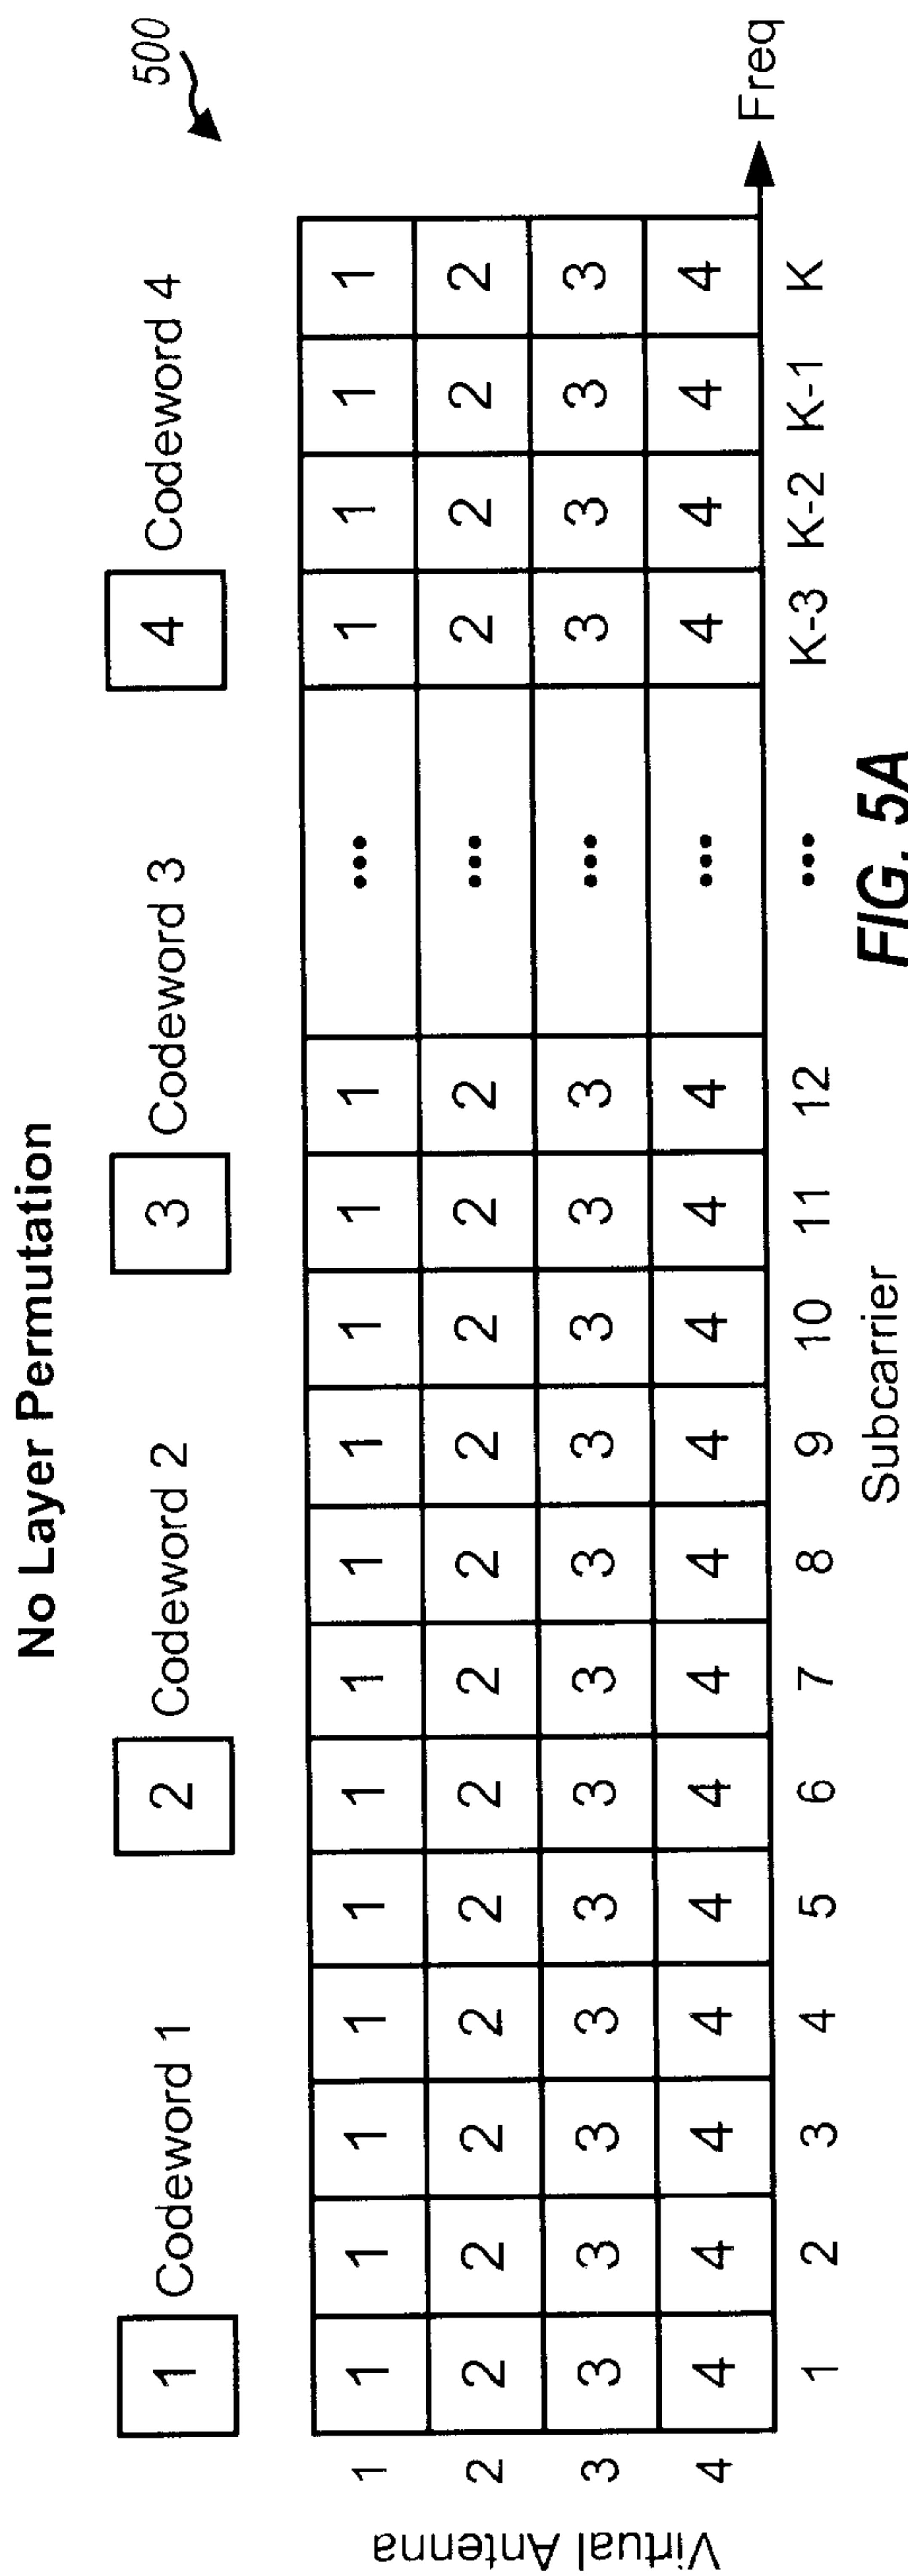 No Layer Permutation
500
1 Codeword 1 2 Codeword 2 3 Codeword 3 4 Codeword 4
Virtual Antenna
1 1 1 1 1 1 1 1 1 1 1 1 1 ... 1 1 1 1
2 2 2 2 2 2 2 2 2 2 2 2 2 ... 2 2 2 2
3 3 3 3 3 3 3 3 3 3 3 3 3 ... 3 3 3 3
4 4 4 4 4 4 4 4 4 4 4 4 4 ... 4 4 4 4
Freq
1 2 3 4 5 6 7 8 9 10 11 12 ... K-3 K-2 K-1 K
Subcarrier
FIG. 5A